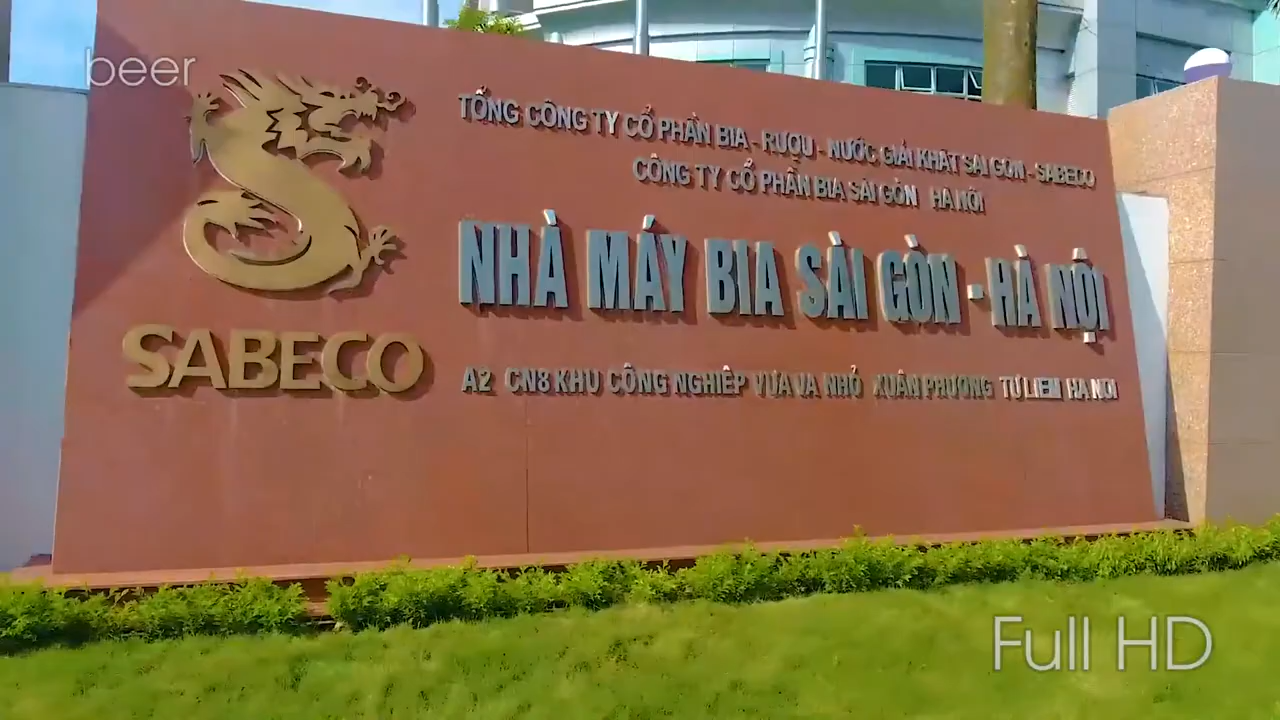 beer
TỔNG CÔNG TY CỔ PHẦN BIA - RƯỢU - NƯỚC GIẢI KHÁT SÀI GÒN - SABECO
CÔNG TY CỔ PHẦN BIA SÀI GÒN HÀ NỘI
NHÀ MÁY BIA SÀI GÒN - HÀ NỘI
SABECO
A2 CN8 KHU CÔNG NGHIỆP VỪA VÀ NHỎ XUÂN PHƯƠNG TỪ LIÊM HÀ NỘI
Full HD